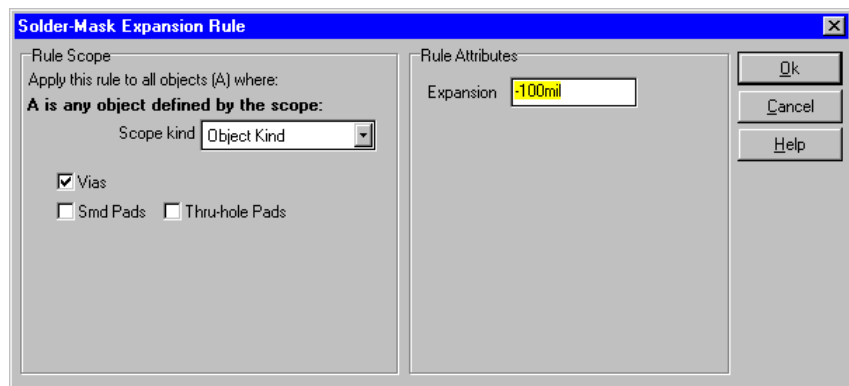 Solder-Mask Expansion Rule
Rule Scope
Apply this rule to all objects (A) where:
A is any object defined by the scope:
Scope kind Object Kind
Vias
Smd Pads Thru-hole Pads
Rule Attributes
Expansion -100mil
Ok
Cancel
Help